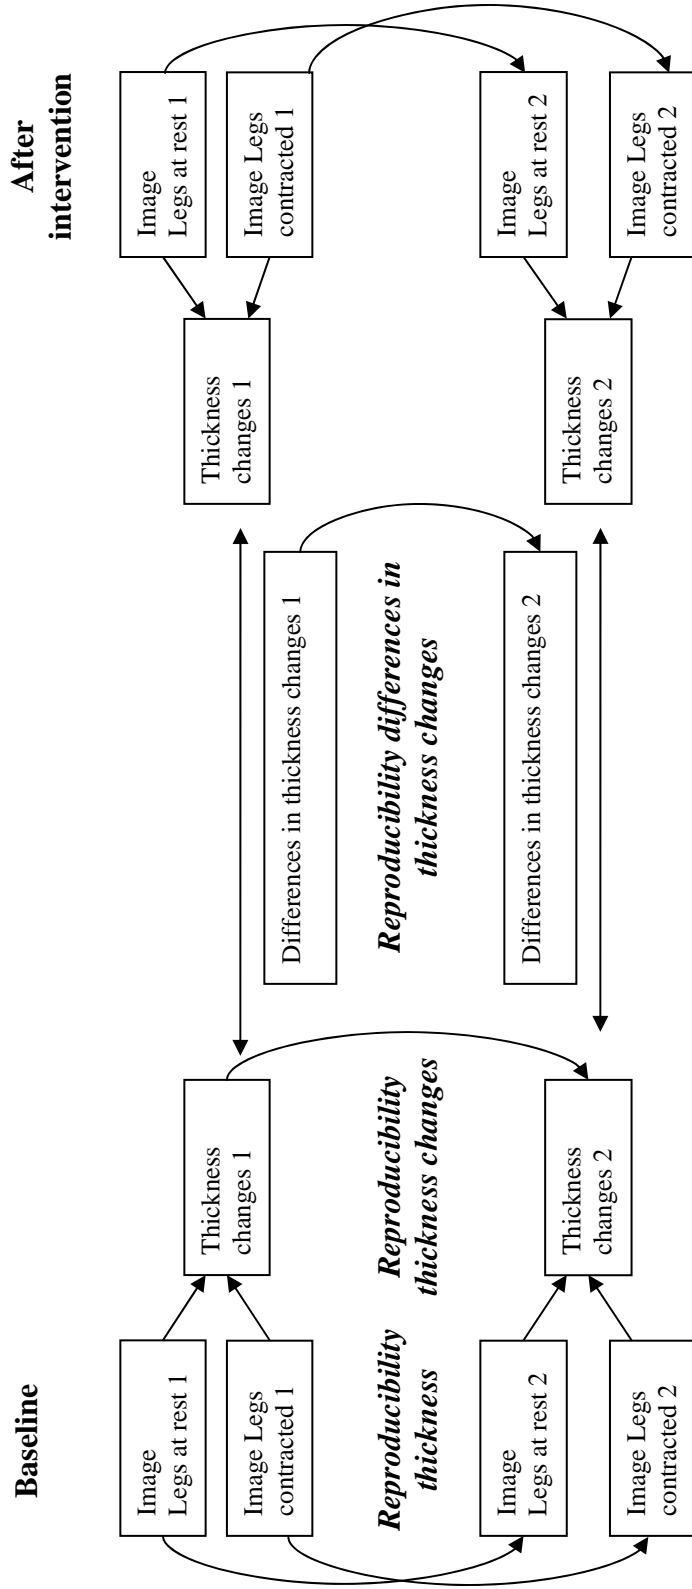 Baseline
After
intervention
Image
Legs at rest 1
Image Legs
contracted 1
Thickness
changes 1
Thickness
changes 1
Image
Legs at rest 1
Image Legs
contracted 1
Differences in thickness changes 1
Reproducibility
thickness
Reproducibility
thickness changes
Reproducibility differences in
thickness changes
Image
Legs at rest 2
Image Legs
contracted 2
Thickness
changes 2
Differences in thickness changes 2
Thickness
changes 2
Image
Legs at rest 2
Image Legs
contracted 2